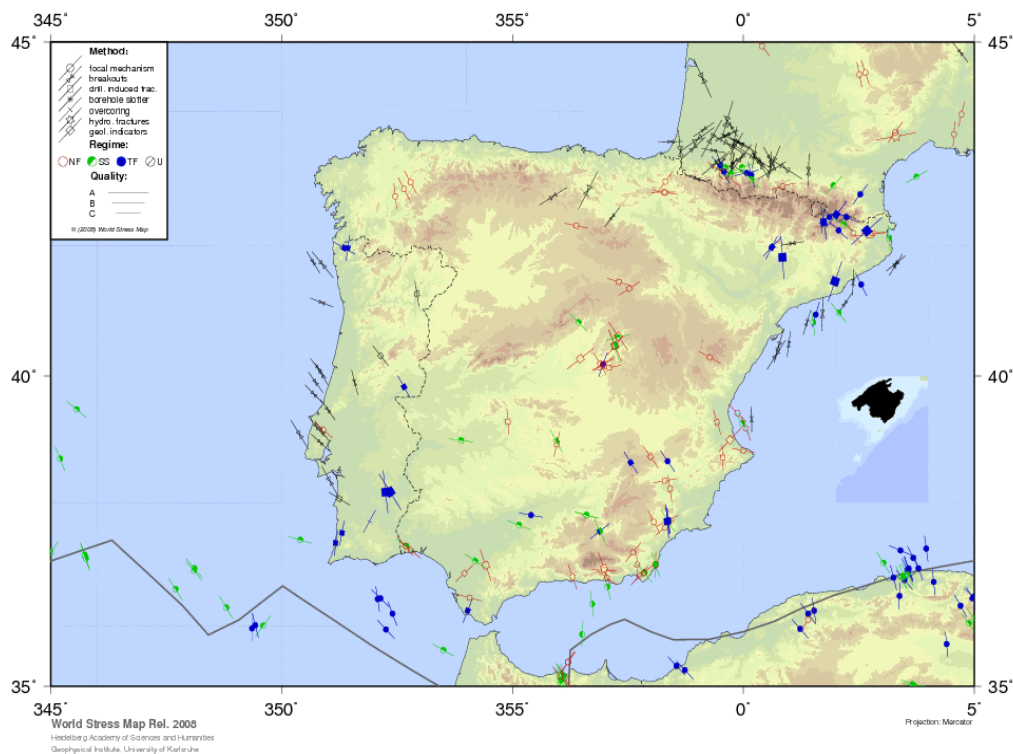 345° 350° 355° 0° 5°
45° 45°
Method:
focal mechanism
breakouts
drill. induced frac.
borehole slotter
overcoring
hydro. fractures
geol. indicators
Regime:
NF SS TF U
Quality:
A
B
C
© (2008) World Stress Map
40° 40°
35° 35°
345° 350° 355° 0° 5°
World Stress Map Rel. 2008
Projection: Mercator
Heidelberg Academy of Sciences and Humanities
Geophysical Institute, University of Karlsruhe